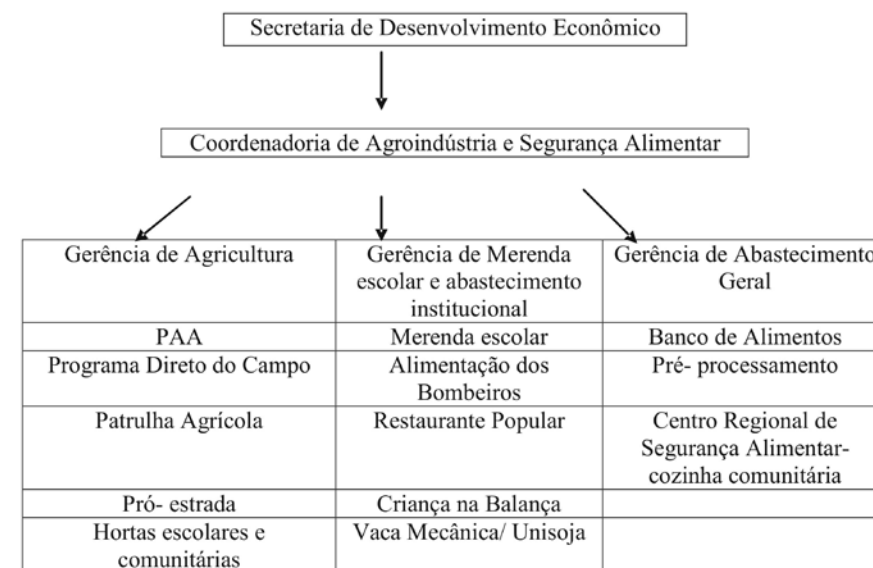 Secretaria de Desenvolvimento Econômico
Coordenadoria de Agroindústria e Segurança Alimentar
Gerência de Agricultura
Gerência de Merenda
escolar e abastecimento
institucional
Gerência de Abastecimento
Geral
PAA
Merenda escolar
Banco de Alimentos
Programa Direto do Campo
Alimentação dos
Bombeiros
Pré- processamento
Patrulha Agrícola
Restaurante Popular
Centro Regional de
Segurança Alimentar-
cozinha comunitária
Pró- estrada
Criança na Balança
Hortas escolares e
comunitárias
Vaca Mecânica/ Unisoja